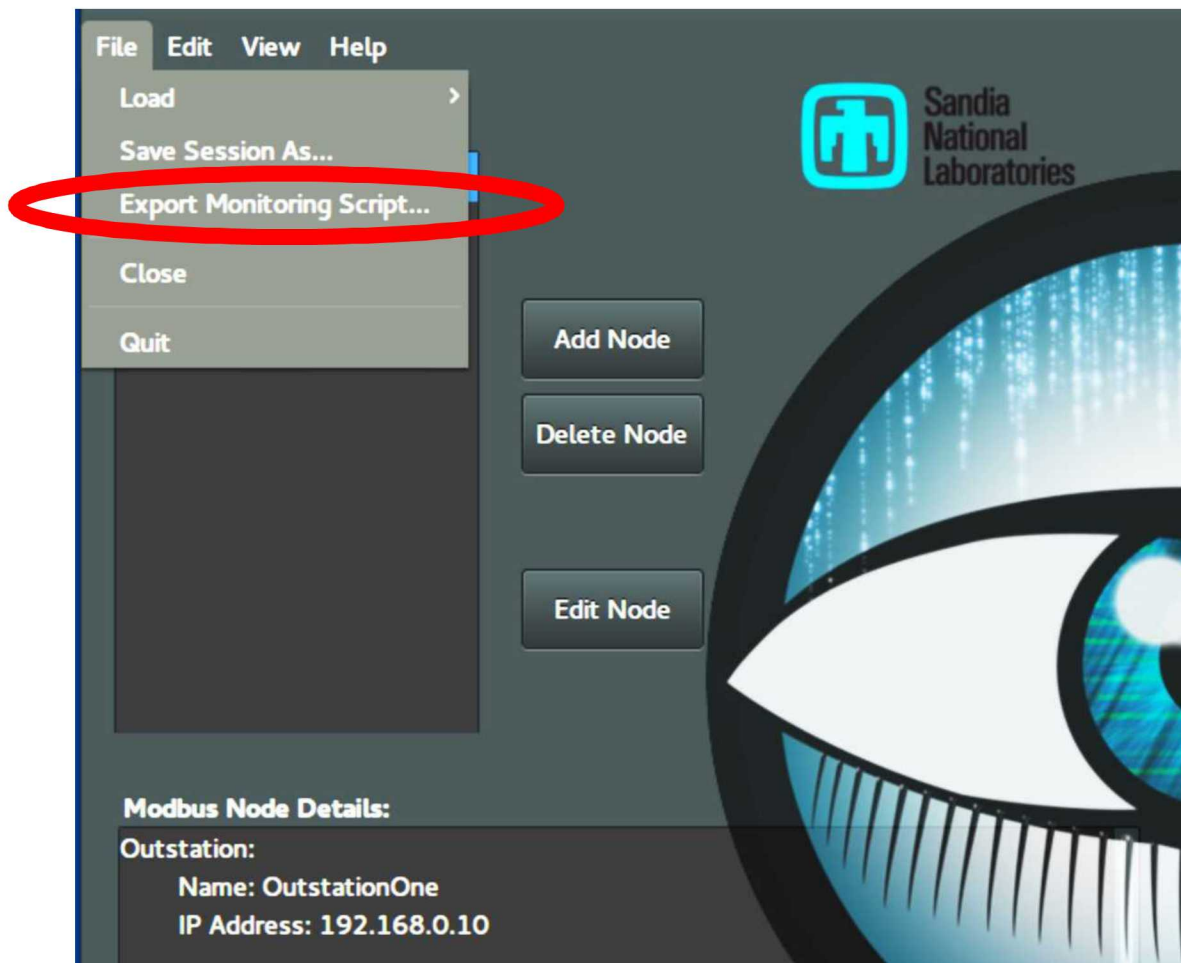 File Edit View Help
Load
Save Session As...
Export Monitoring Script...
Close
Quit
Sandia
National
Laboratories
Add Node
Delete Node
Edit Node
Modbus Node Details:
Outstation:
Name: OutstationOne
IP Address: 192.168.0.10